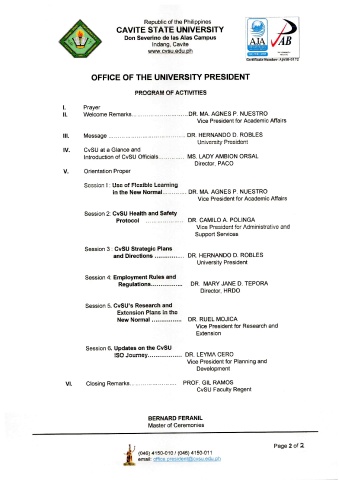 Republic of the Philippines
CAVITE STATE UNIVERSITY
Don Severino de las Alas Campus
Indang, Cavite
www.cvsu.edu.ph
AJA
JAB
OFFICE OF THE UNIVERSITY PRESIDENT
PROGRAM OF ACTIVITIES
I. Prayer
II. Welcome Remarks……………………DR. MA. AGNES P. NUESTRO
Vice President for Academic Affairs
III. Message …………………………… DR. HERNANDO D. ROBLES
University President
IV. CvSU at a Glance and
Introduction of CvSU Officials………… MS. LADY AMBION ORSAL
Director, PACO
V. Orientation Proper
Session I: Use of Flexible Learning
in the New Normal………… DR. MA. AGNES P. NUESTRO
Vice President for Academic Affairs
Session 2: CvSU Health and Safety
Protocol ……………… DR. CAMILO A. POLINGA
Vice President for Administrative and
Support Services
Session 3 : CvSU Strategic Plans
and Directions ………….. DR. HERNANDO D. ROBLES
University President
Session 4: Employment Rules and
Regulations…………… DR. MARY JANE D. TEPORA
Director, HRDO
Session 5. CvSU's Research and
Extension Plans in the
New Normal …………… DR. RUEL MOJICA
Vice President for Research and
Extension
Session 6. Updates on the CvSU
ISO Journey…………… DR. LEYMA CERO
Vice President for Planning and
Development
VI. Closing Remarks………………… PROF. GIL RAMOS
CvSU Faculty Regent
BERNARD FERANIL
Master of Ceremonies
Page 2 of 2
(046) 4150-010 / (046) 4150-011
email: office.president@cvsu.edu.ph